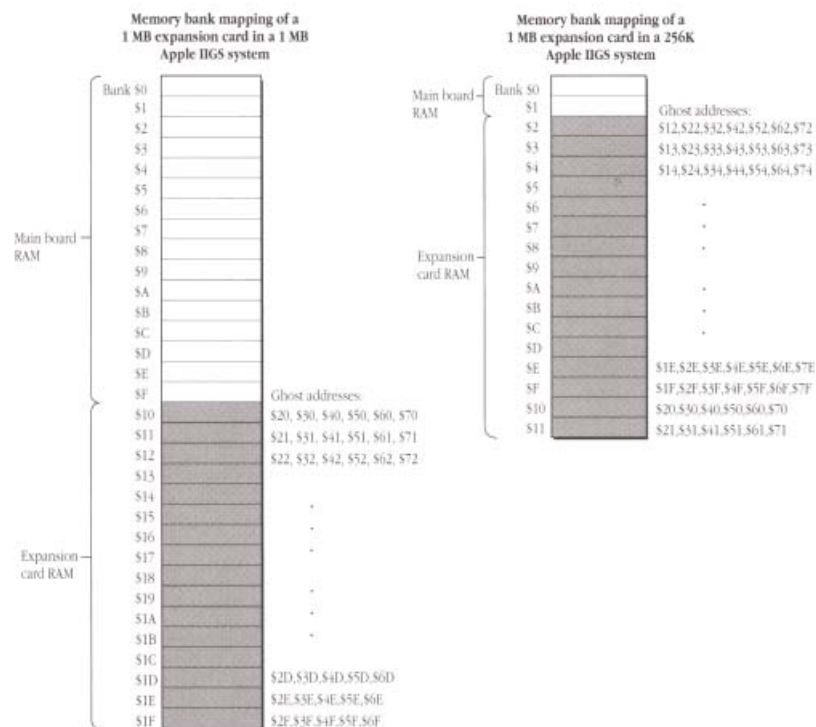 Memory bank mapping of a
1 MB expansion card in a 1 MB
Apple IIGS system
Main board
RAM
Expansion
card RAM
Bank $0
$1
$2
$3
$4
$5
$6
$7
$8
$9
$A
$B
$C
$D
$E
$F
Ghost addresses:
$10 $20, $30, $40, $50, $60, $70
$11 $21, $31, $41, $51, $61, $71
$12 $22, $32, $42, $52, $62, $72
$13
$14
$15
$16
$17
$18
$19
$1A
$1B
$1C
$1D $2D,$3D,$4D,$5D,$6D
$1E $2E,$3E,$4E,$5E,$6E
$1F $2F,$3F,$4F,$5F,$6F
Memory bank mapping of a
1 MB expansion card in a 256K
Apple IIGS system
Main board
RAM
Expansion
card RAM
Bank $0
$1
Ghost addresses:
$2 $12,$22,$32,$42,$52,$62,$72
$3 $13,$23,$33,$43,$53,$63,$73
$4 $14,$24,$34,$44,$54,$64,$74
$5
$6
$7
$8
$9
$A
$B
$C
$D
$E $1E,$2E,$3E,$4E,$5E,$6E,$7E
$F $1F,$2F,$3F,$4F,$5F,$6F,$7F
$10 $20,$30,$40,$50,$60,$70
$11 $21,$31,$41,$51,$61,$71